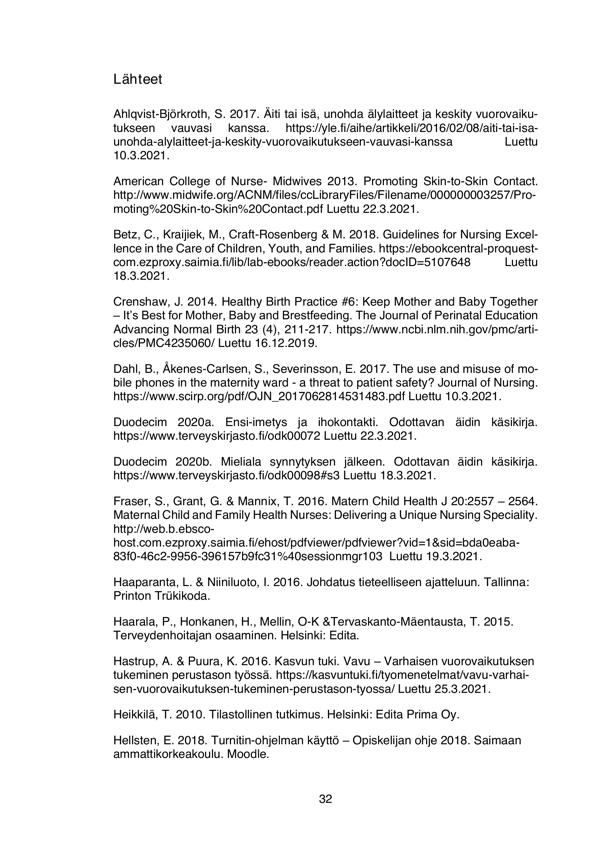 Lähteet
Ahlqvist-Björkroth, S. 2017. Äiti tai isä, unohda älylaitteet ja keskity vuorovaiku-
tukseen vauvasi kanssa. https://yle.fi/aihe/artikkeli/2016/02/08/aiti-tai-isa-
unohda-alylaitteet-ja-keskity-vuorovaikutukseen-vauvasi-kanssa Luettu
10.3.2021.
American College of Nurse- Midwives 2013. Promoting Skin-to-Skin Contact.
http://www.midwife.org/ACNM/files/ccLibraryFiles/Filename/000000003257/Pro-
moting%20Skin-to-Skin%20Contact.pdf Luettu 22.3.2021.
Betz, C., Kraijiek, M., Craft-Rosenberg & M. 2018. Guidelines for Nursing Excel-
lence in the Care of Children, Youth, and Families. https://ebookcentral-proquest-
com.ezproxy.saimia.fi/lib/lab-ebooks/reader.action?docID=5107648 Luettu
18.3.2021.
Crenshaw, J. 2014. Healthy Birth Practice #6: Keep Mother and Baby Together
– It's Best for Mother, Baby and Brestfeeding. The Journal of Perinatal Education
Advancing Normal Birth 23 (4), 211-217. https://www.ncbi.nlm.nih.gov/pmc/arti-
cles/PMC4235060/ Luettu 16.12.2019.
Dahl, B., Åkenes-Carlsen, S., Severinsson, E. 2017. The use and misuse of mo-
bile phones in the maternity ward - a threat to patient safety? Journal of Nursing.
https://www.scirp.org/pdf/OJN_2017062814531483.pdf Luettu 10.3.2021.
Duodecim 2020a. Ensi-imetys ja ihokontakti. Odottavan äidin käsikirja.
https://www.terveyskirjasto.fi/odk00072 Luettu 22.3.2021.
Duodecim 2020b. Mieliala synnytyksen jälkeen. Odottavan äidin käsikirja.
https://www.terveyskirjasto.fi/odk00098#s3 Luettu 18.3.2021.
Fraser, S., Grant, G. & Mannix, T. 2016. Matern Child Health J 20:2557 – 2564.
Maternal Child and Family Health Nurses: Delivering a Unique Nursing Speciality.
http://web.b.ebsco-
host.com.ezproxy.saimia.fi/ehost/pdfviewer/pdfviewer?vid=1&sid=bda0eaba-
83f0-46c2-9956-396157b9fc31%40sessionmgr103 Luettu 19.3.2021.
Haaparanta, L. & Niiniluoto, I. 2016. Johdatus tieteelliseen ajatteluun. Tallinna:
Printon Trükikoda.
Haarala, P., Honkanen, H., Mellin, O-K &Tervaskanto-Mäentausta, T. 2015.
Terveydenhoitajan osaaminen. Helsinki: Edita.
Hastrup, A. & Puura, K. 2016. Kasvun tuki. Vavu – Varhaisen vuorovaikutuksen
tukeminen perustason työssä. https://kasvuntuki.fi/tyomenetelmat/vavu-varhai-
sen-vuorovaikutuksen-tukeminen-perustason-tyossa/ Luettu 25.3.2021.
Heikkilä, T. 2010. Tilastollinen tutkimus. Helsinki: Edita Prima Oy.
Hellsten, E. 2018. Turnitin-ohjelman käyttö – Opiskelijan ohje 2018. Saimaan
ammattikorkeakoulu. Moodle.
32